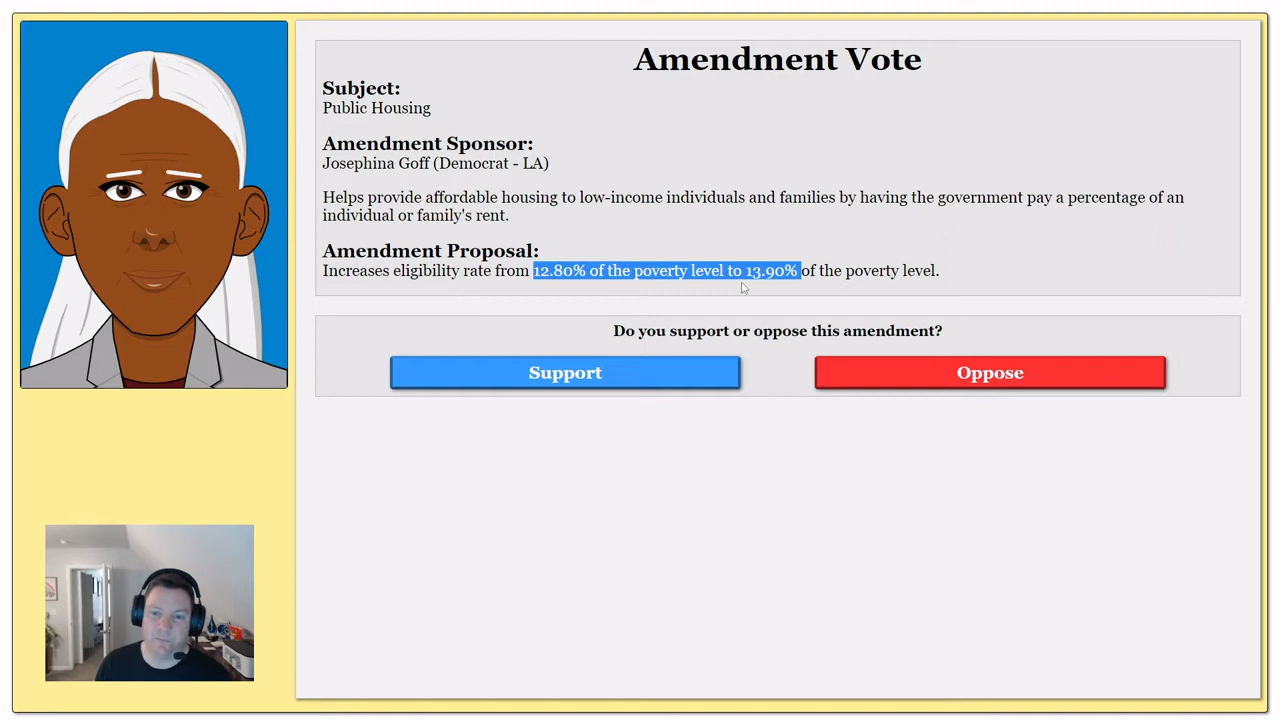 Amendment Vote
Subject:
Public Housing
Amendment Sponsor:
Josephina Goff (Democrat - LA)
Helps provide affordable housing to low-income individuals and families by having the government pay a percentage of an
individual or family's rent.
Amendment Proposal:
Increases eligibility rate from 12.80% of the poverty level to 13.90% of the poverty level.
Do you support or oppose this amendment?
Support
Oppose